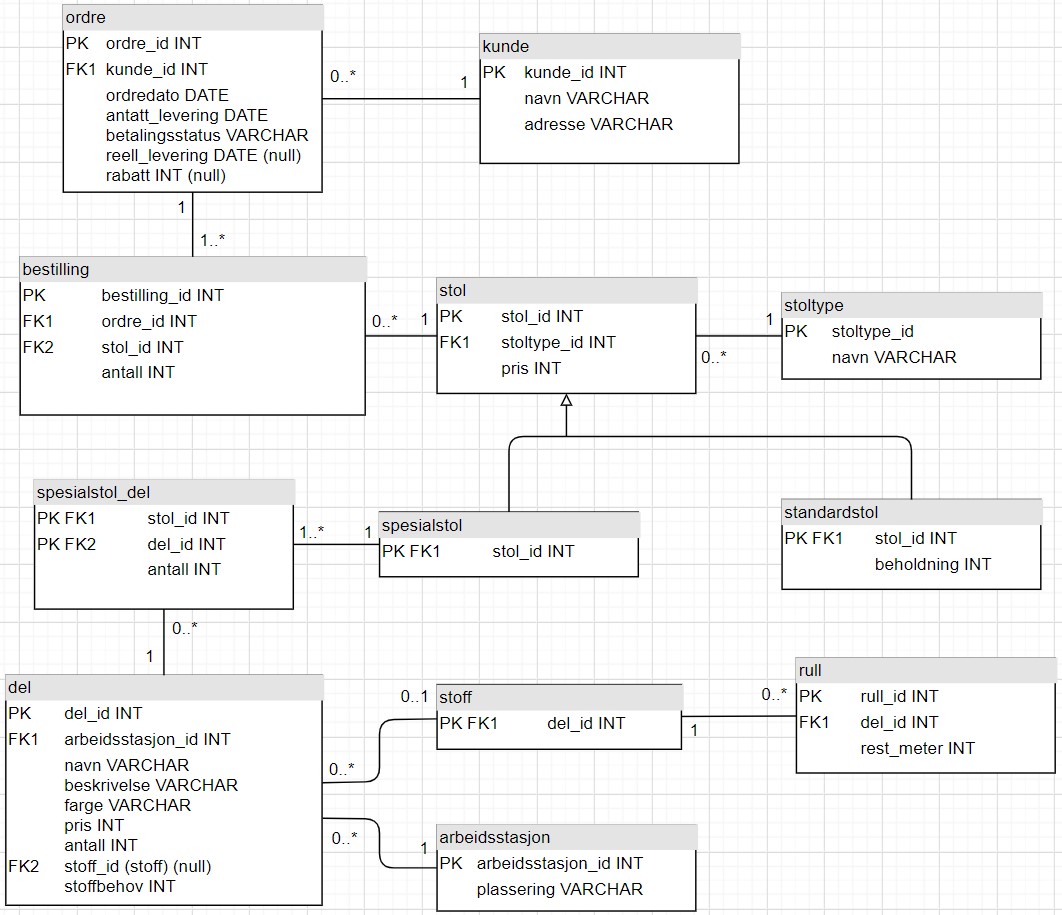 ordre
PK ordre_id INT
FK1 kunde_id INT
ordredato DATE
antatt_levering DATE
betalingsstatus VARCHAR
reell_levering DATE (null)
rabatt INT (null)
0..*
1
kunde
PK kunde_id INT
navn VARCHAR
adresse VARCHAR
1
1..*
bestilling
PK bestilling_id INT
FK1 ordre_id INT
FK2 stol_id INT
antall INT
0..*
1
stol
PK stol_id INT
FK1 stoltype_id INT
pris INT
1
0..*
stoltype
PK stoltype_id
navn VARCHAR
spesialstol_del
PK FK1 stol_id INT
PK FK2 del_id INT
antall INT
1..*
1
spesialstol
PK FK1 stol_id INT
standardstol
PK FK1 stol_id INT
beholdning INT
0..*
1
del
PK del_id INT
FK1 arbeidsstasjon_id INT
navn VARCHAR
beskrivelse VARCHAR
farge VARCHAR
pris INT
antall INT
FK2 stoff_id (stoff) (null)
stoffbehov INT
0..1
0..*
stoff
PK FK1 del_id INT
0..*
1
rull
PK rull_id INT
FK1 del_id INT
rest_meter INT
0..*
1
arbeidsstasjon
PK arbeidsstasjon_id INT
plassering VARCHAR